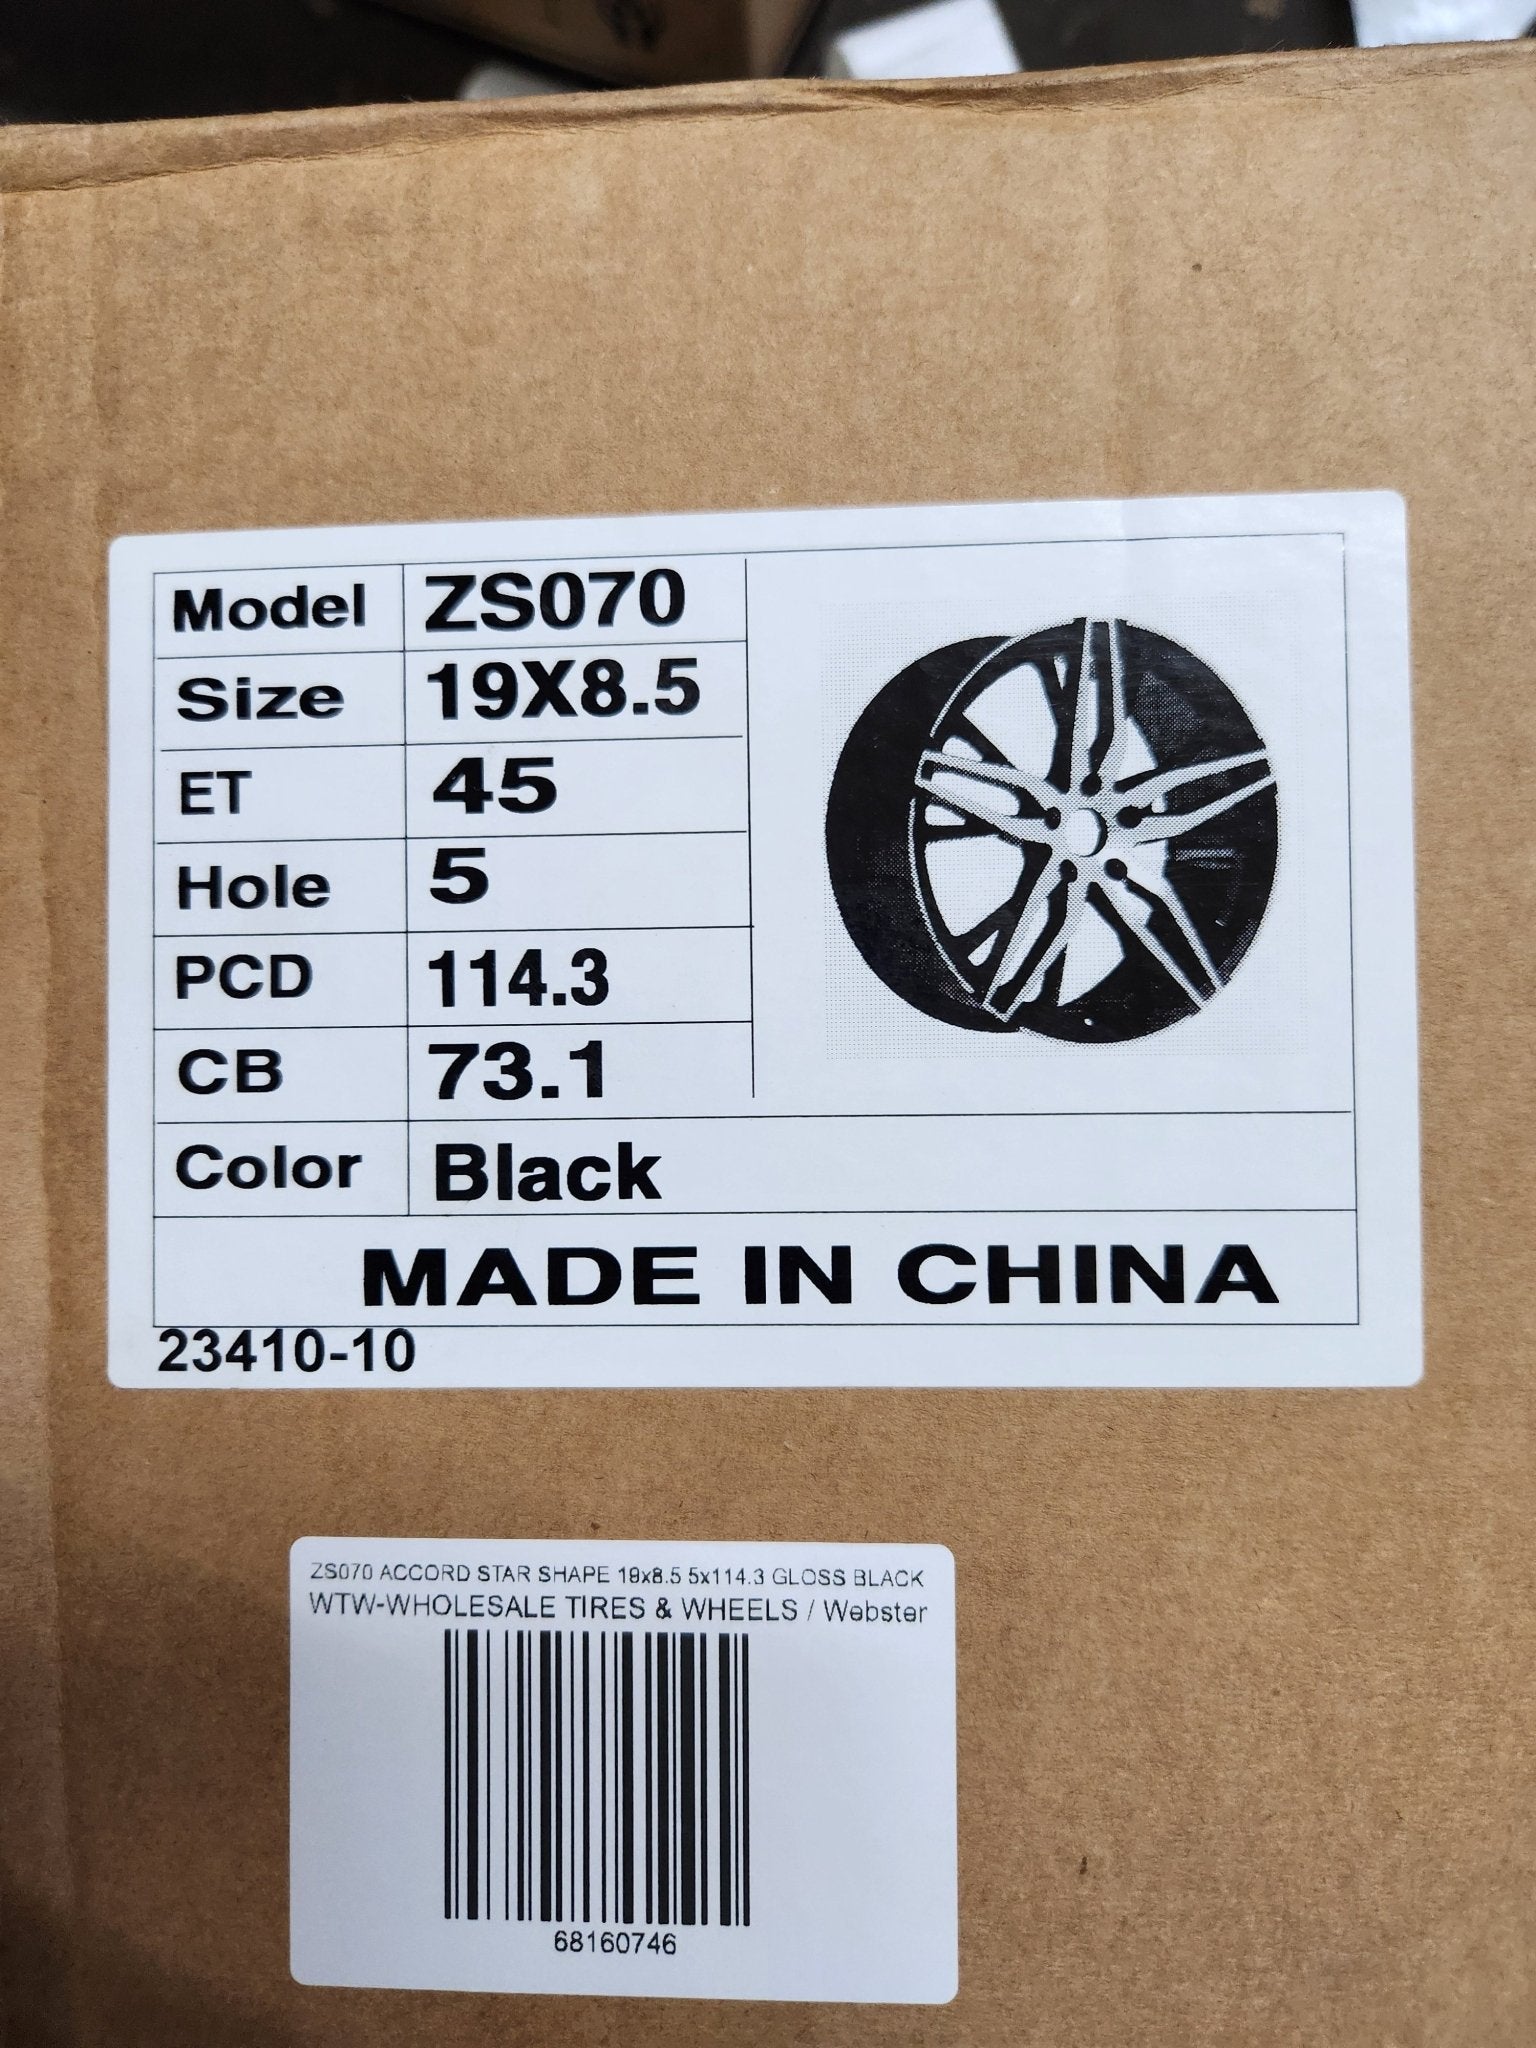 Model ZS070
Size 19X8.5
ET 45
Hole 5
PCD 114.3
CB 73.1
Color Black
MADE IN CHINA
23410-10
ZS070 ACCORD STAR SHAPE 19x8.5 5x114.3 GLOSS BLACK
WTW-WHOLESALE TIRES & WHEELS / Webster
68160746